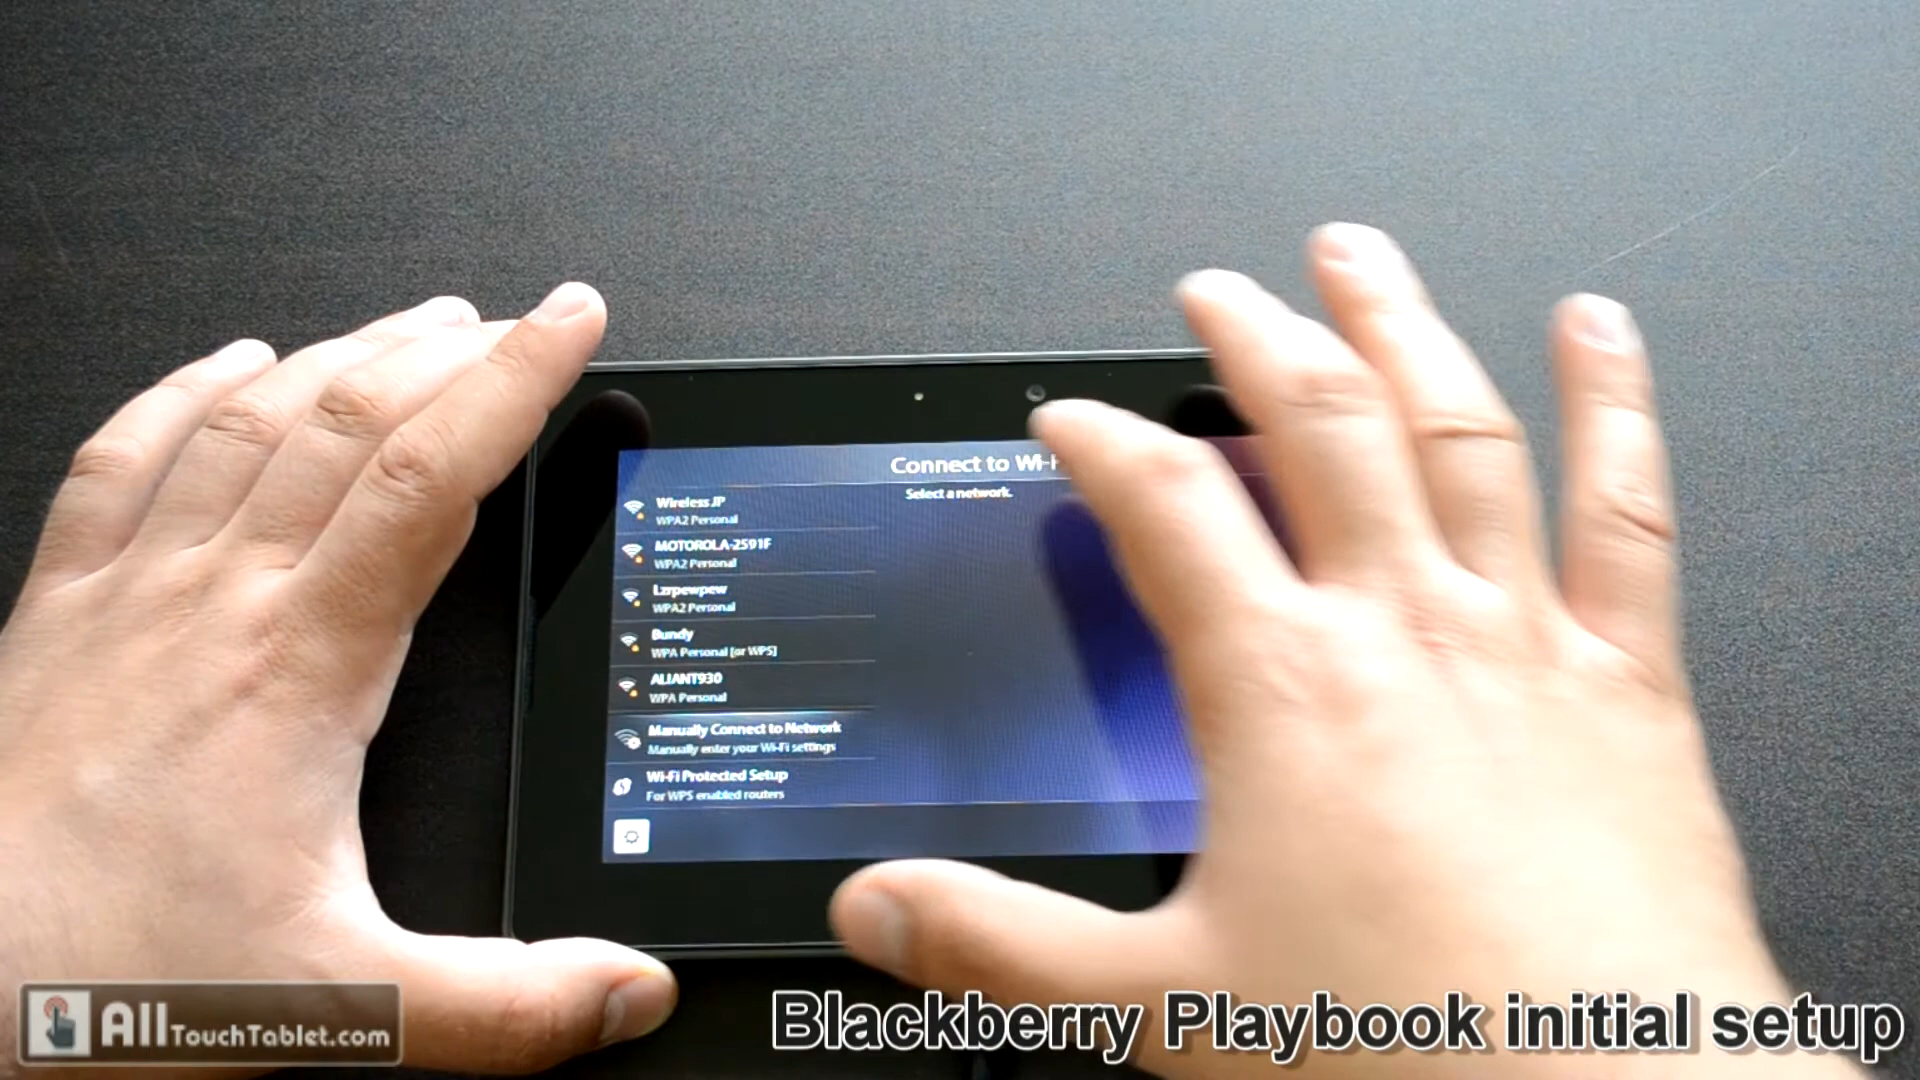 Connect to Wi-F
Select a network.
Wireless JP
WPA2 Personal
MOTOROLA-2591F
WPA2 Personal
Lzrpewpew
WPA2 Personal
Bundy
WPA Personal [or WPS]
ALIANT930
WPA Personal
Manually Connect to Network
Manually enter your Wi-Fi settings
Wi-Fi Protected Setup
For WPS enabled routers
AllTouchTablet.com
Blackberry Playbook initial setup